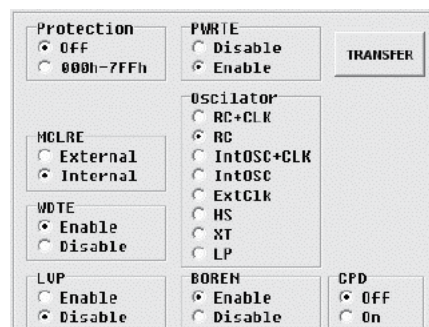 Protection
Off
000h-7FFh
PWRTE
Disable
Enable
TRANSFER
Oscilator
RC+CLK
RC
IntOSC+CLK
IntOSC
ExtClk
HS
XT
LP
MCLRE
External
Internal
WDTE
Enable
Disable
LVP
Enable
Disable
BOREN
Enable
Disable
CPD
Off
On